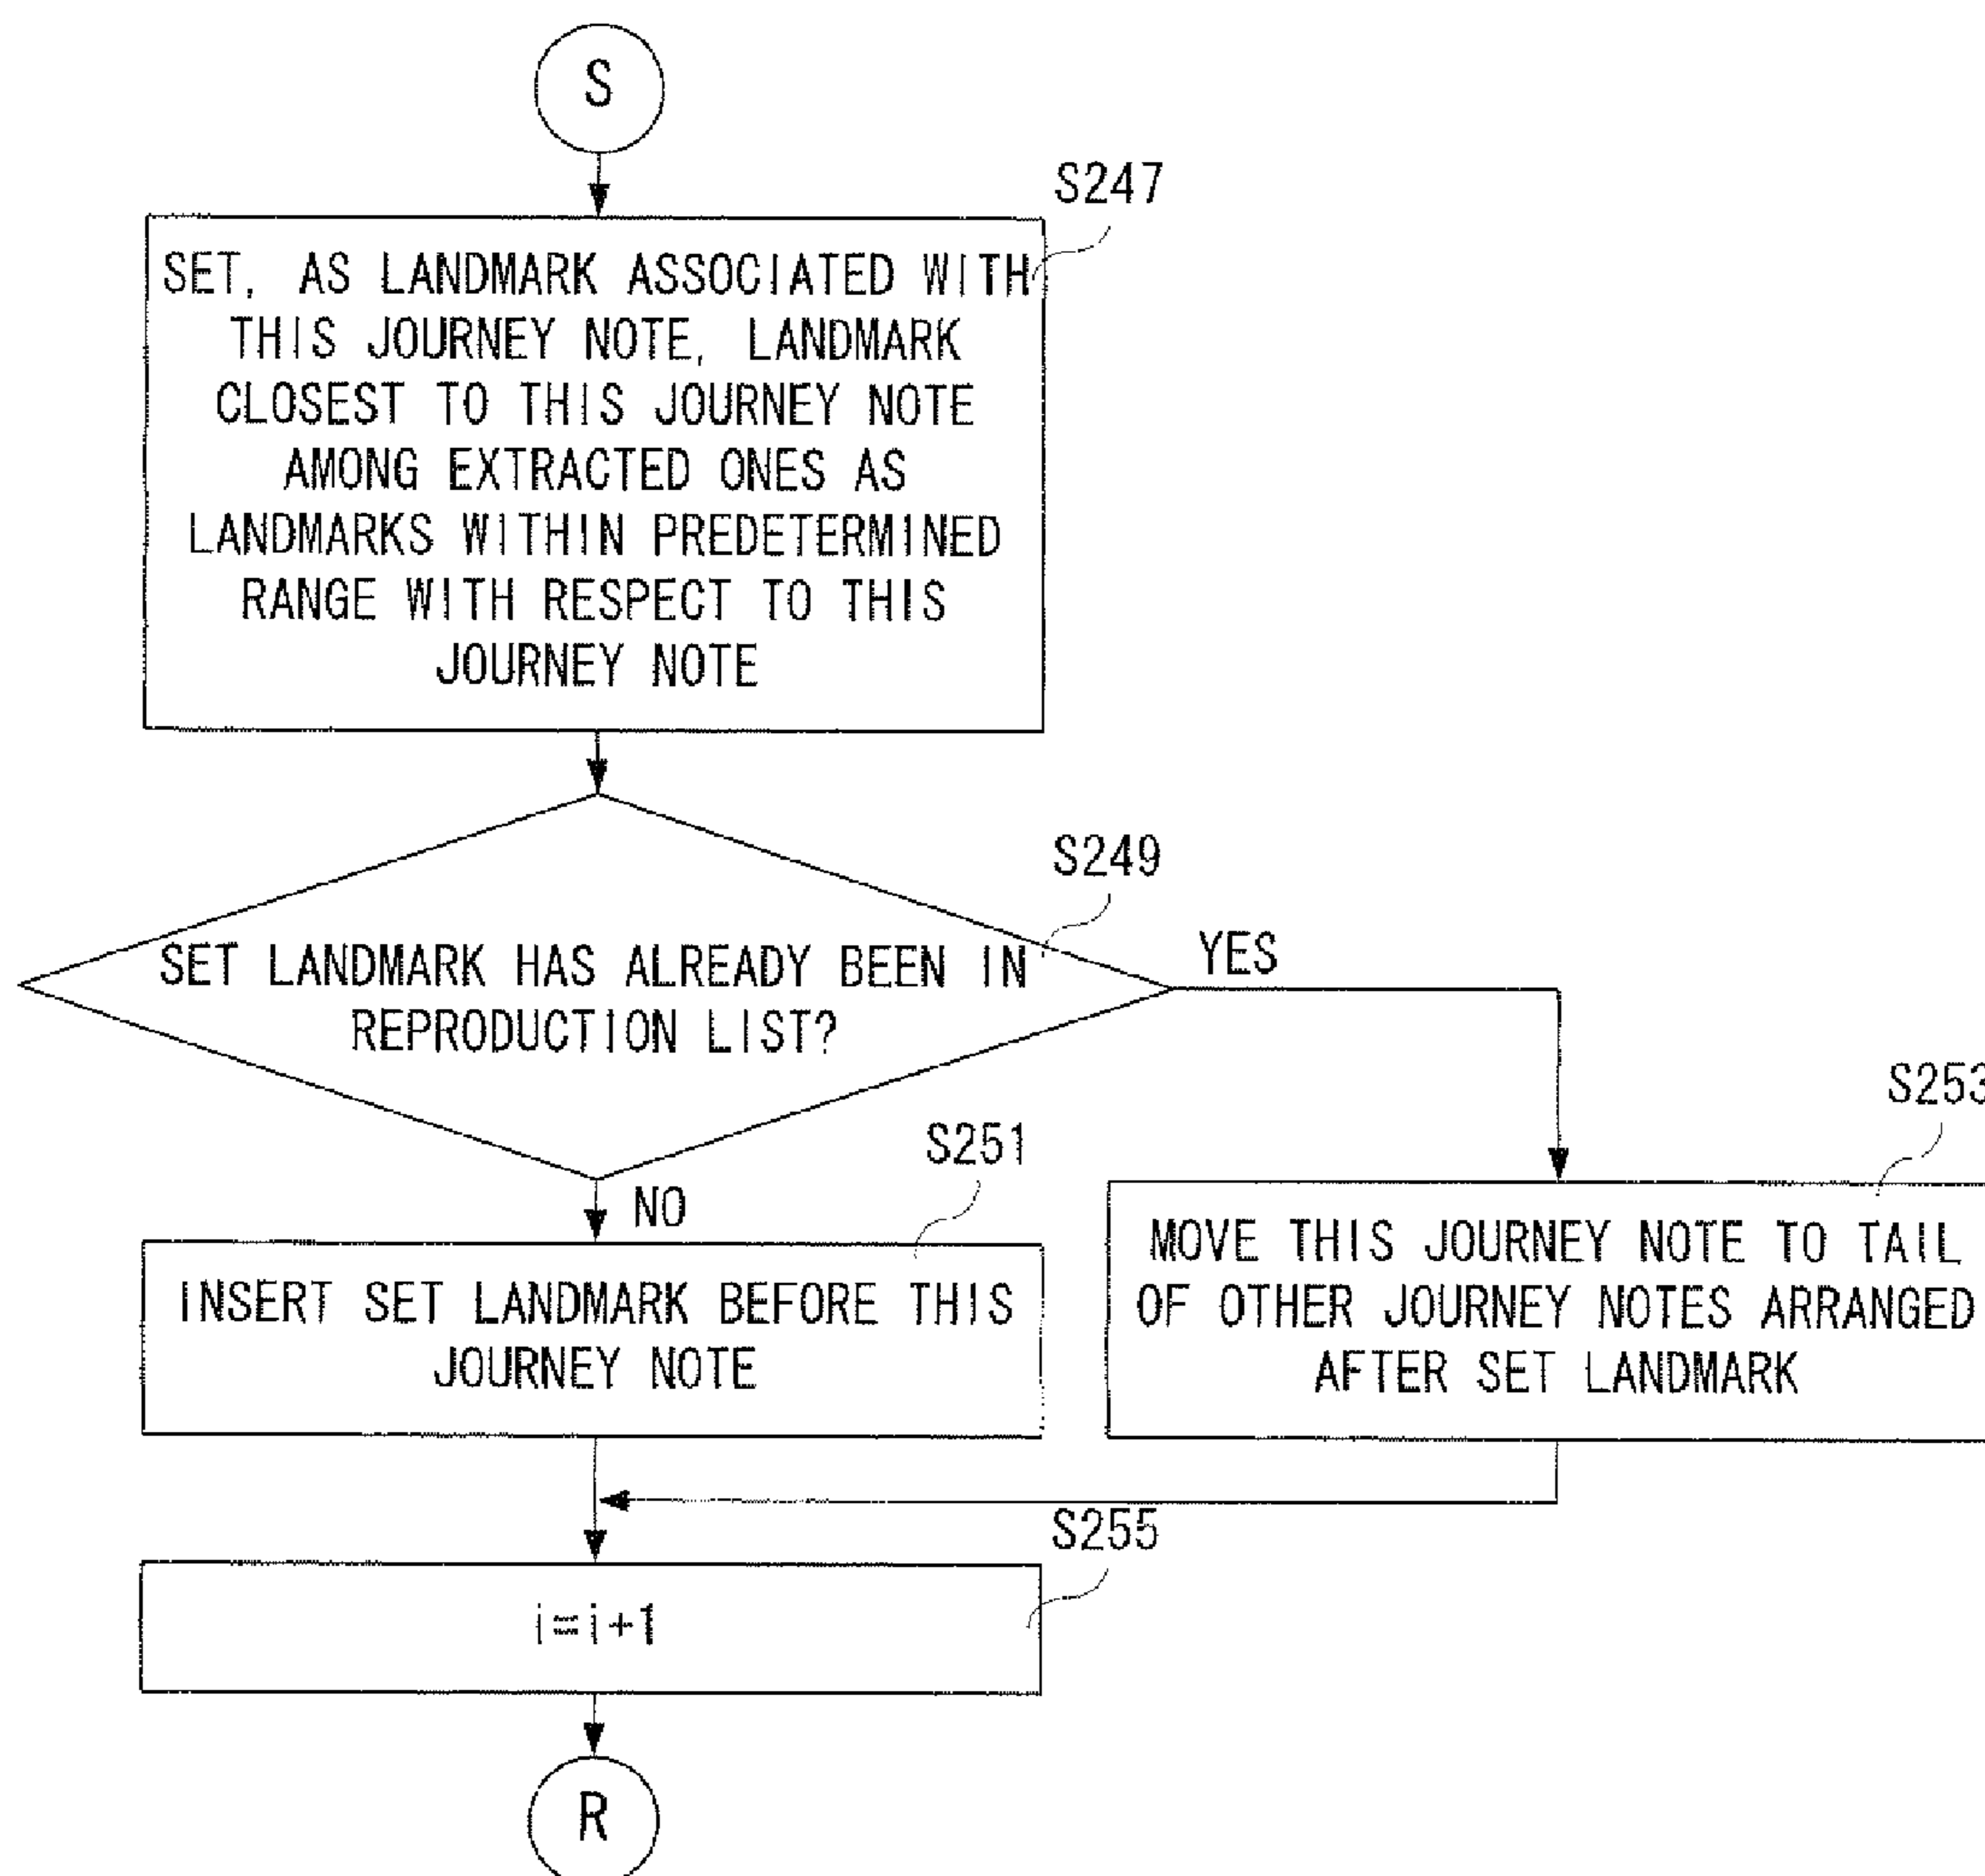 S
S247
SET, AS LANDMARK ASSOCIATED WITH
THIS JOURNEY NOTE, LANDMARK
CLOSEST TO THIS JOURNEY NOTE
AMONG EXTRACTED ONES AS
LANDMARKS WITHIN PREDETERMINED
RANGE WITH RESPECT TO THIS
JOURNEY NOTE
S249
SET LANDMARK HAS ALREADY BEEN IN
REPRODUCTION LIST?
YES
NO
S251
INSERT SET LANDMARK BEFORE THIS
JOURNEY NOTE
S253
MOVE THIS JOURNEY NOTE TO TAIL
OF OTHER JOURNEY NOTES ARRANGED
AFTER SET LANDMARK
S255
i=i+1
R